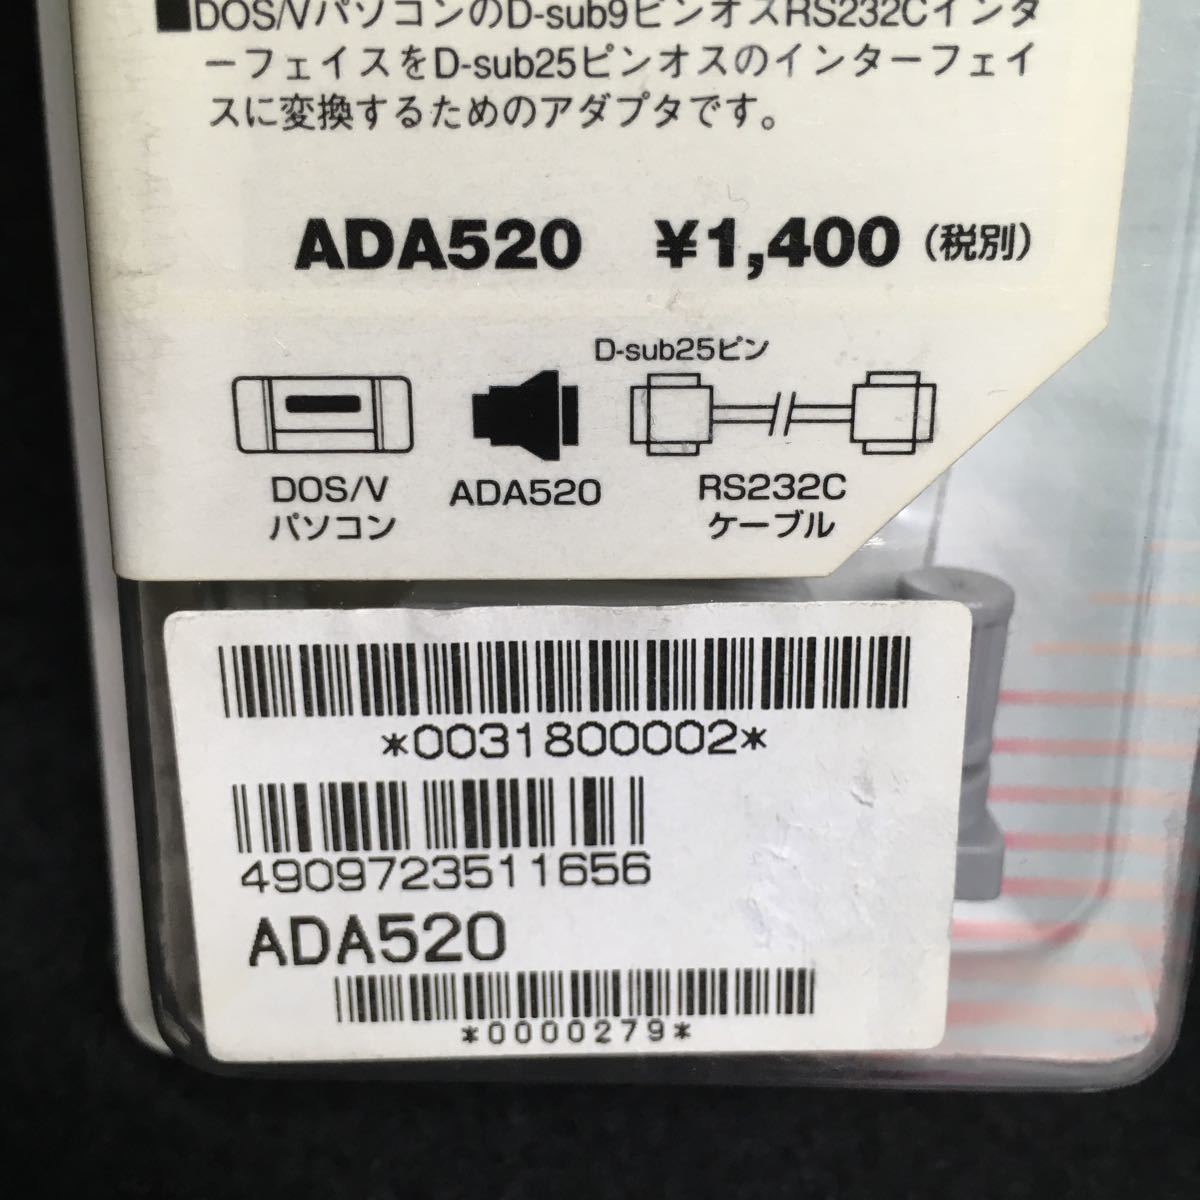 ■DOS/VパソコンのD-sub9ピンオスRS232Cインタ
ーフェイスをD-sub25ピンオスのインターフェイ
スに変換するためのアダプタです。
ADA520 ¥1,400(税別)
D-sub25ピン
DOS/V
パソコン
ADA520
RS232C
ケーブル
*0031800002*
4909723511656
ADA520
*0000279*